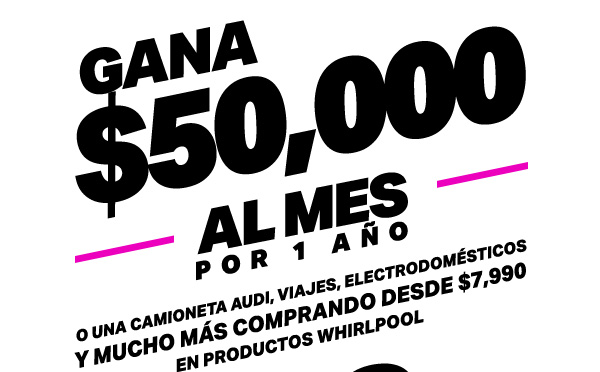 GANA
$50,000
AL MES
POR 1 AÑO
O UNA CAMIONETA AUDI, VIAJES, ELECTRODOMÉSTICOS
Y MUCHO MÁS COMPRANDO DESDE $7,990
EN PRODUCTOS WHIRLPOOL